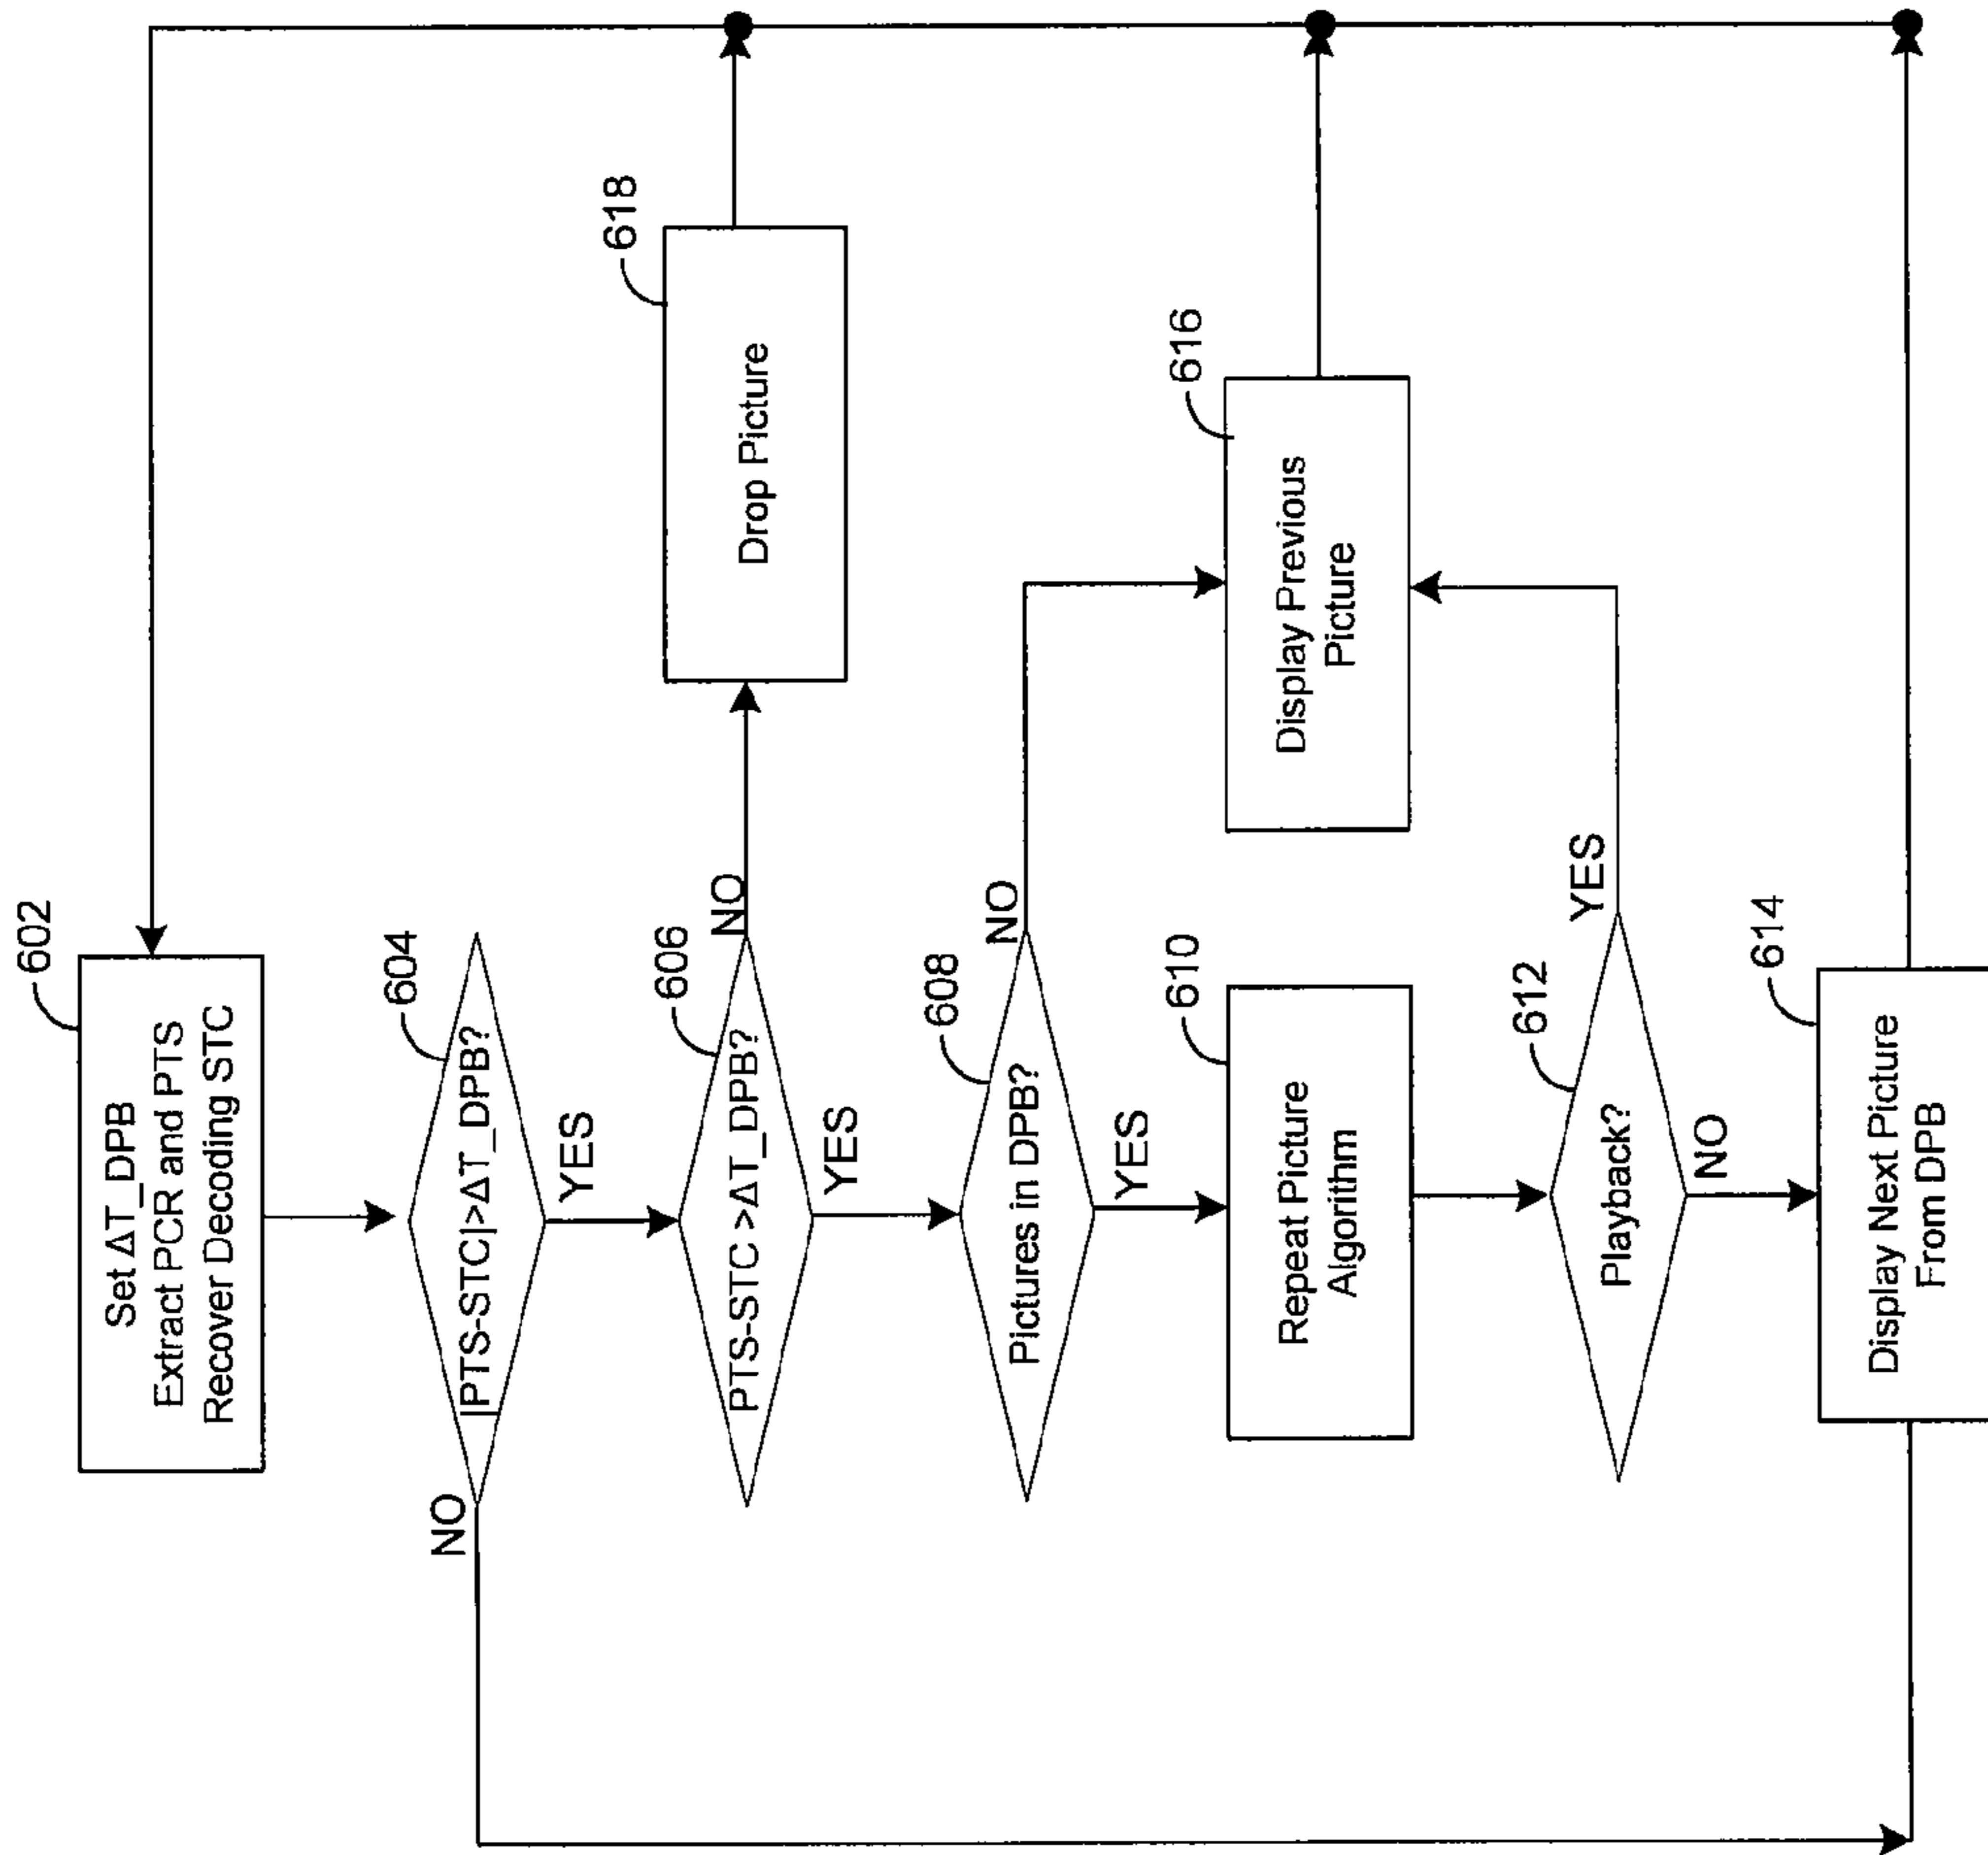 602
Set ΔT_DPB
Extract PCR and PTS
Recover Decoding STC
604
|PTS-STC|>ΔT_DPB?
NO
YES
606
PTS-STC >ΔT_DPB?
NO
618
Drop Picture
YES
608
Pictures in DPB?
NO
YES
610
Repeat Picture
Algorithm
616
Display Previous
Picture
612
Playback?
YES
NO
614
Display Next Picture
From DPB